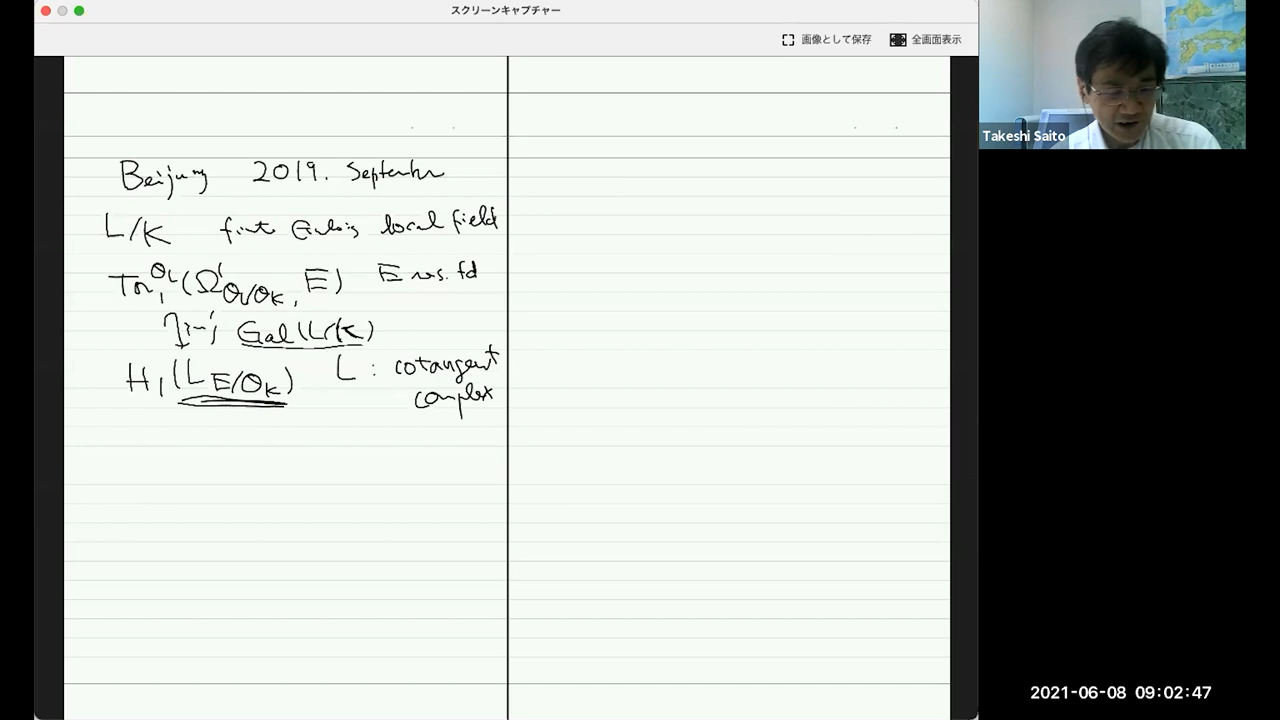 スクリーンキャプチャー
画像として保存 全画面表示
Takeshi Saito
Beijing 2019. September
L/K finite Galois local field
Tor₁^{O_L}(Ω¹_{O_L/O_K}, E) E res. fd
Gal(L/K)
H₁(L_{E/O_K}) L : cotangent
complex
2021-06-08 09:02:47